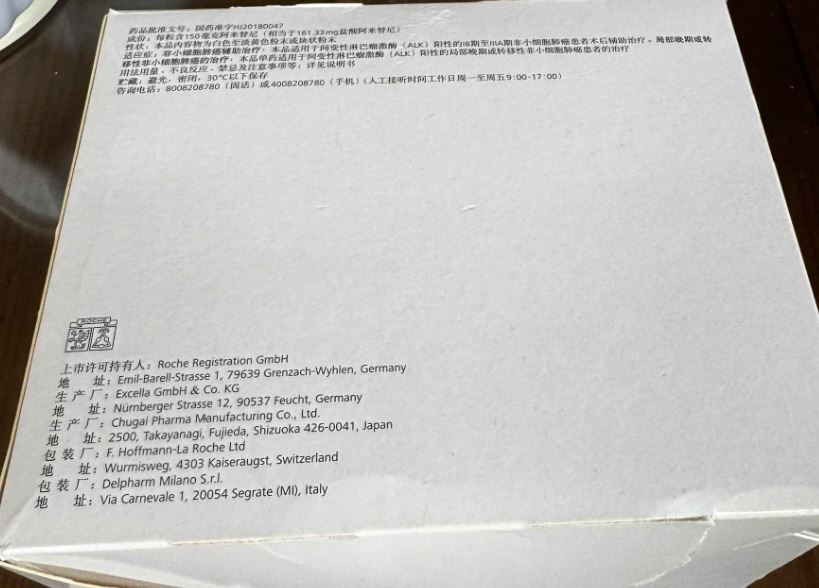 药品批准文号：国药准字HJ20180047
成份：每粒含150毫克阿来替尼（相当于161.33mg盐酸阿来替尼）
性状：本品内容物为白色至淡黄色粉末或块状粉末
适应症：非小细胞肺癌辅助治疗：本品适用于间变性淋巴瘤激酶（ALK）阳性的IB期至IIIA期非小细胞肺癌患者术后辅助治疗。局部晚期或转
移性非小细胞肺癌的治疗：本品单药适用于间变性淋巴瘤激酶（ALK）阳性的局部晚期或转移性非小细胞肺癌患者的治疗
用法用量、不良反应、禁忌及注意事项等：详见说明书
贮藏：避光，密闭，30℃以下保存
咨询电话：8008208780（固话）或4008208780（手机）（人工接听时间工作日周一至周五9:00-17:00）
ROCHE
上市许可持有人：Roche Registration GmbH
地 址：Emil-Barell-Strasse 1, 79639 Grenzach-Wyhlen, Germany
生 产 厂：Excella GmbH & Co. KG
地 址：Nürnberger Strasse 12, 90537 Feucht, Germany
生 产 厂：Chugai Pharma Manufacturing Co., Ltd.
地 址：2500, Takayanagi, Fujieda, Shizuoka 426-0041, Japan
包 装 厂：F. Hoffmann-La Roche Ltd
地 址：Wurmisweg, 4303 Kaiseraugst, Switzerland
包 装 厂：Delpharm Milano S.r.l.
地 址：Via Carnevale 1, 20054 Segrate (MI), Italy